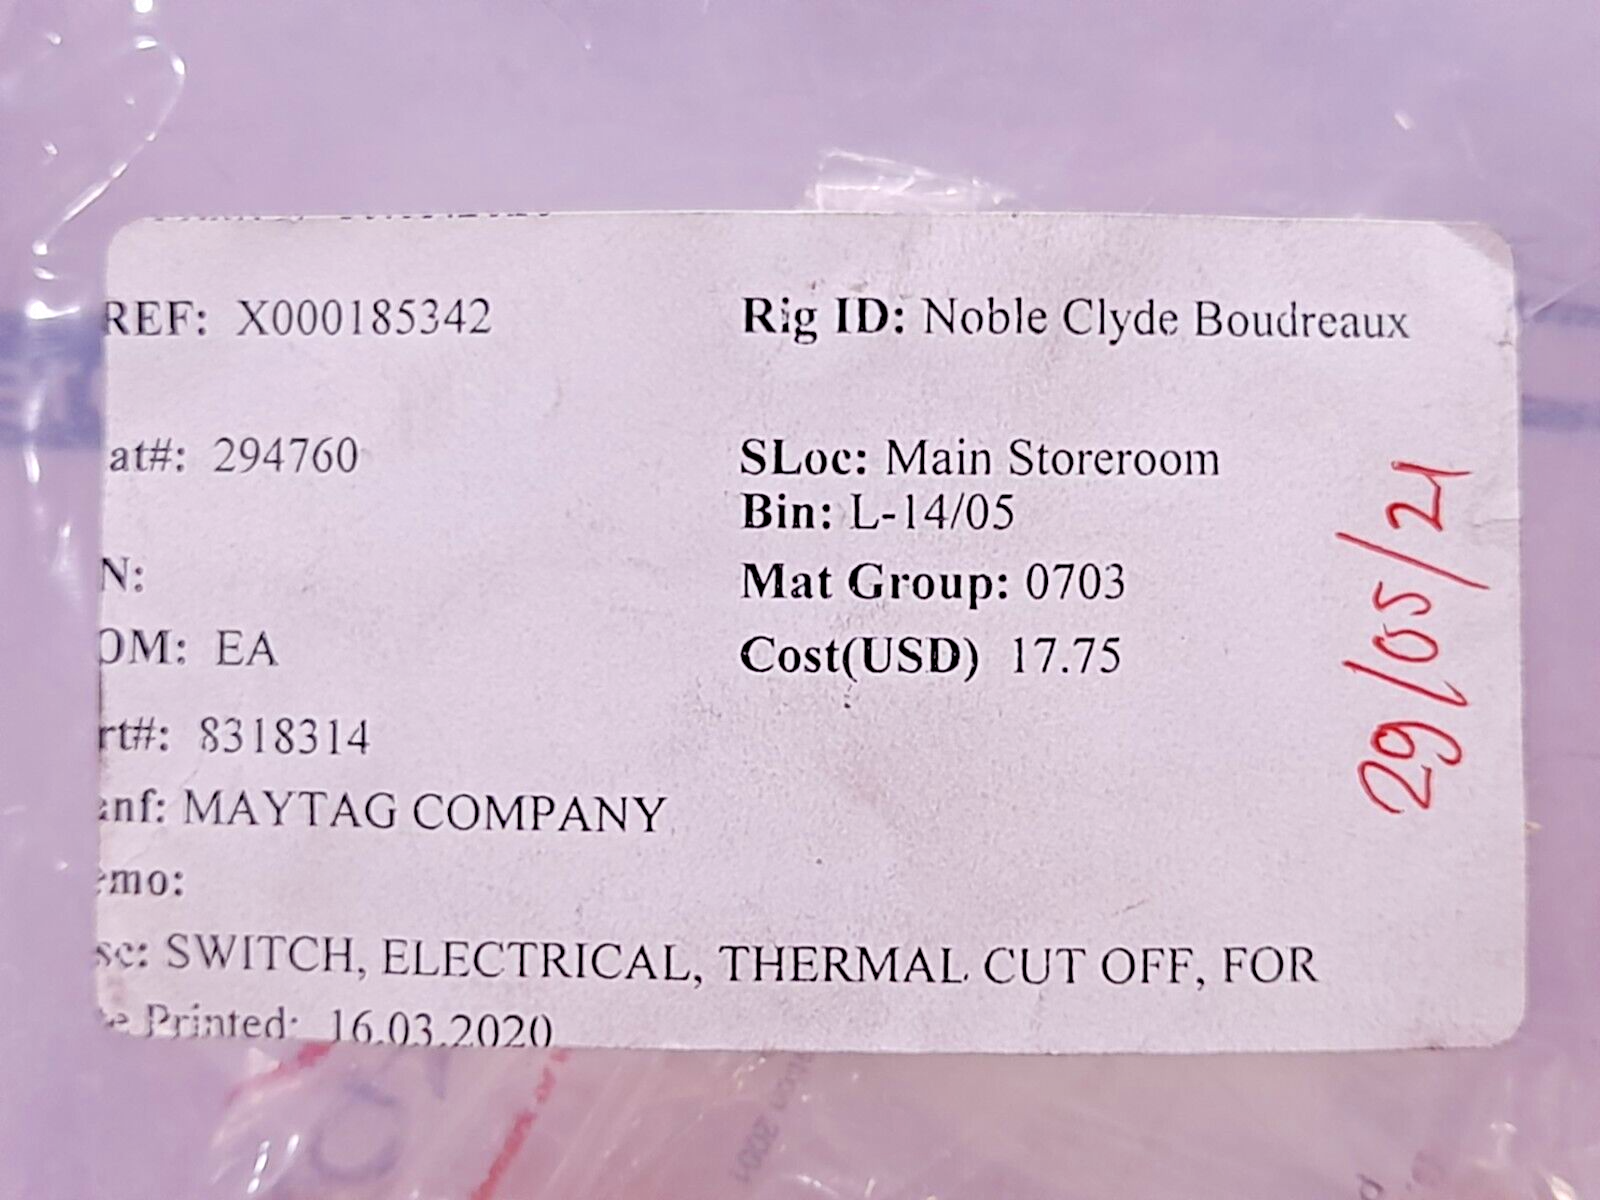 REF: X000185342
Rig ID: Noble Clyde Boudreaux
at#: 294760
SLoc: Main Storeroom
Bin: L-14/05
N:
Mat Group: 0703
OM: EA
Cost(USD) 17.75
rt#: 8318314
anf: MAYTAG COMPANY
emo:
sc: SWITCH, ELECTRICAL, THERMAL CUT OFF, FOR
e Printed: 16.03.2020
29/05/21